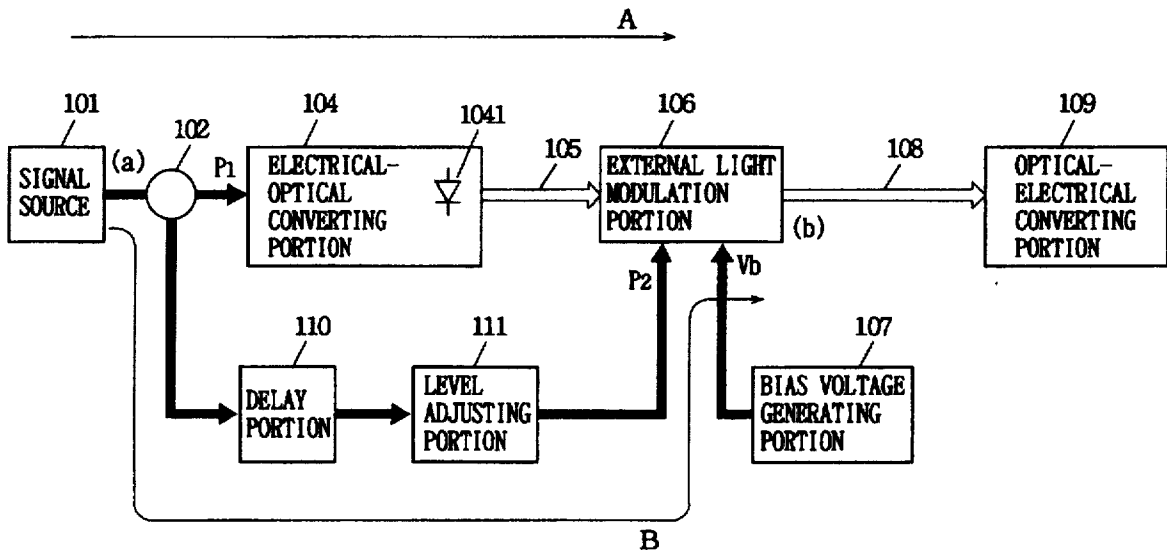 A
101
102
104
1041
105
106
108
109
SIGNAL
SOURCE
(a)
P1
ELECTRICAL-
OPTICAL
CONVERTING
PORTION
EXTERNAL LIGHT
MODULATION
PORTION
(b)
OPTICAL-
ELECTRICAL
CONVERTING
PORTION
P2
Vb
110
111
107
DELAY
PORTION
LEVEL
ADJUSTING
PORTION
BIAS VOLTAGE
GENERATING
PORTION
B